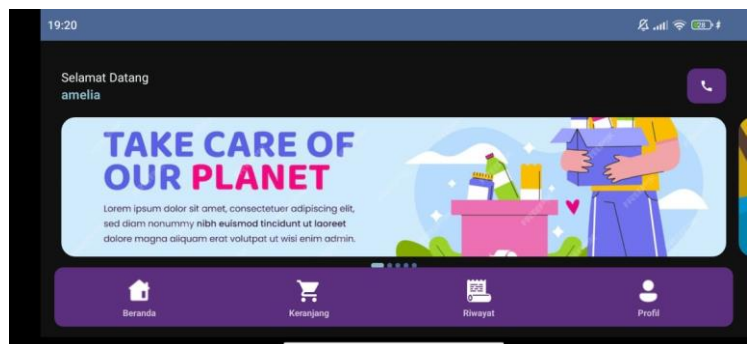 19:20
28
Selamat Datang
amelia
TAKE CARE OF
OUR PLANET
Lorem ipsum dolor sit amet, consectetuer adipiscing elit,
sed diam nonummy nibh euismod tincidunt ut laoreet
dolore magna aliquam erat volutpat ut wisi enim admin.
Beranda
Keranjang
Riwayat
Profil